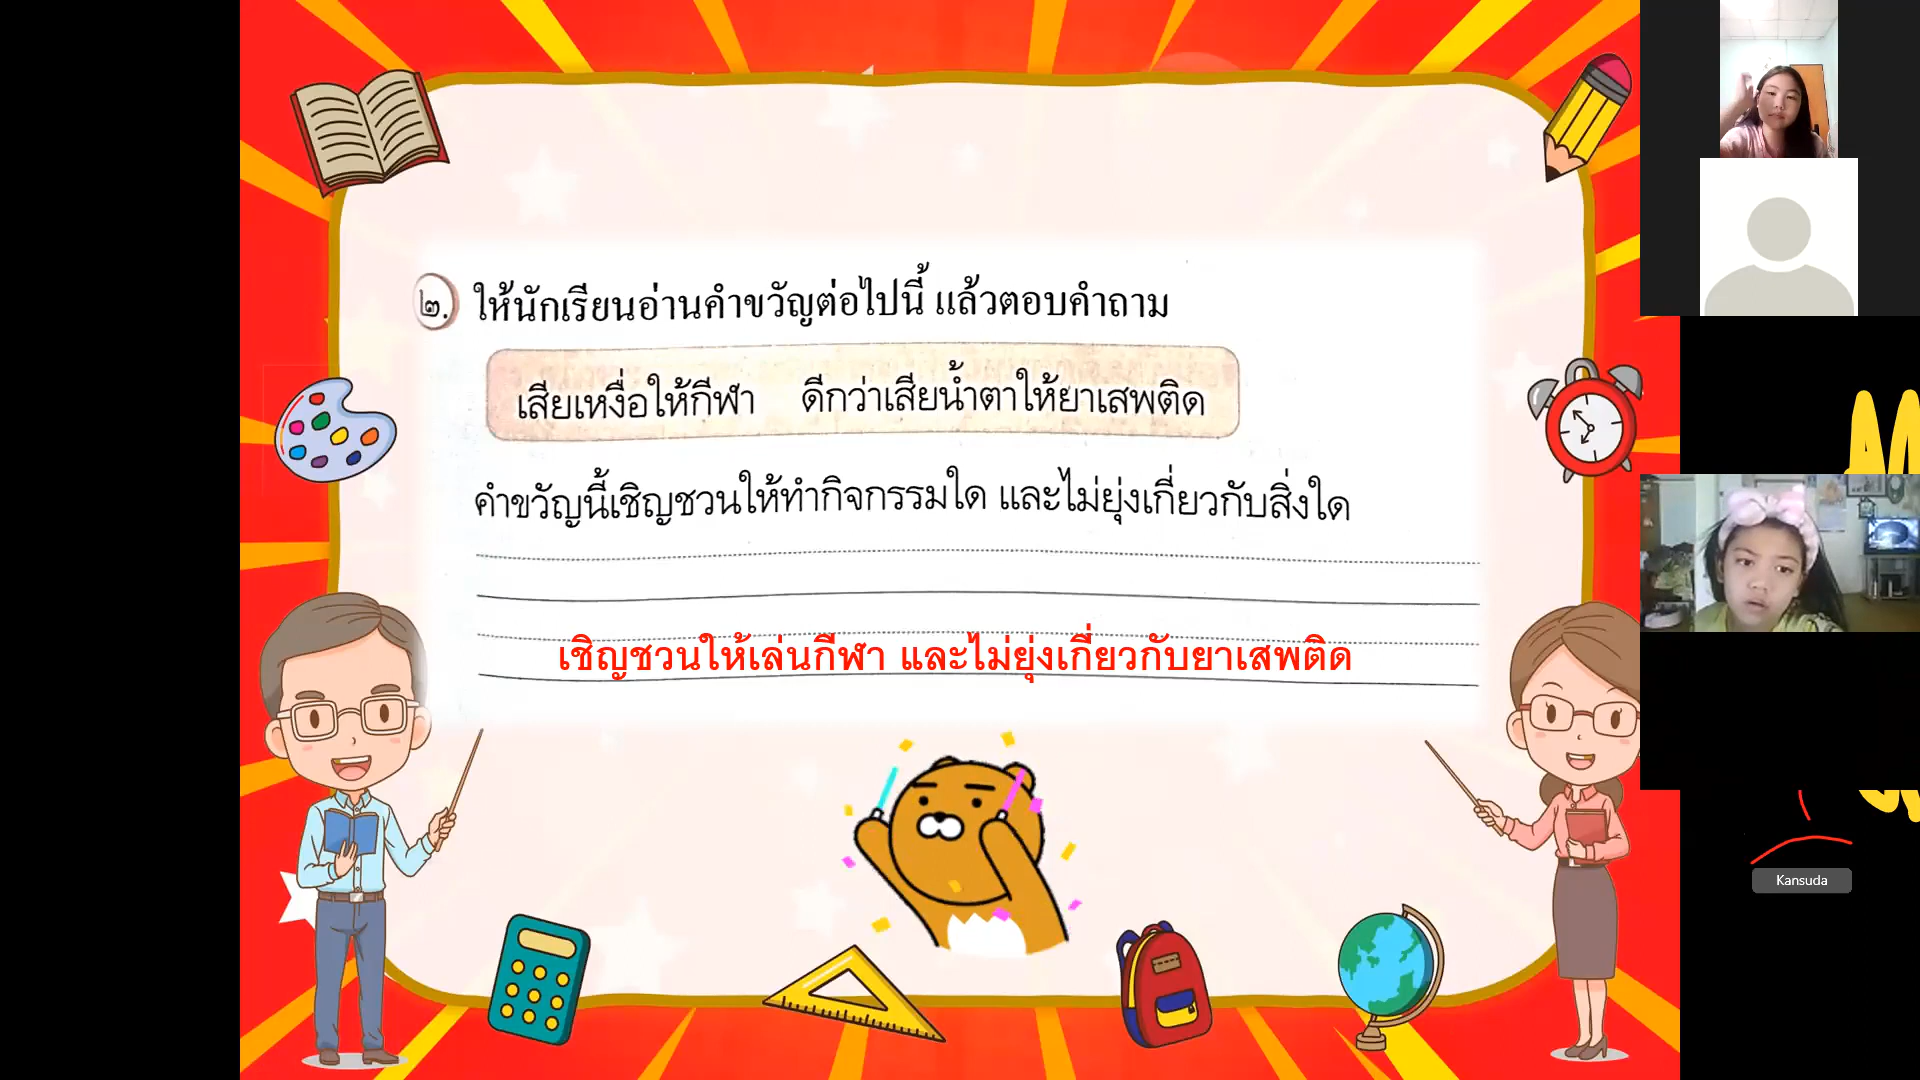 ๒. ให้นักเรียนอ่านคำขวัญต่อไปนี้ แล้วตอบคำถาม
เสียเหงื่อให้กีฬา ดีกว่าเสียน้ำตาให้ยาเสพติด
คำขวัญนี้เชิญชวนให้ทำกิจกรรมใด และไม่ยุ่งเกี่ยวกับสิ่งใด
เชิญชวนให้เล่นกีฬา และไม่ยุ่งเกี่ยวกับยาเสพติด
Kansuda